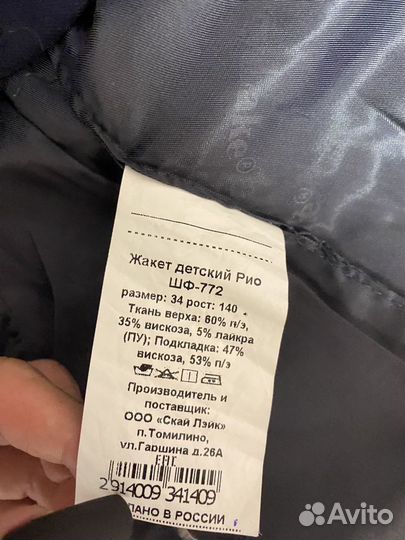 Жакет детский Рио
ШФ-772
размер: 34 рост: 140
Ткань верха: 60% п/э,
35% вискоза, 5% лайкра
(ПУ); Подкладка: 47%
вискоза, 53% п/э
Производитель и
поставщик:
ООО «Скай Лэйк»
п.Томилино,
ул.Гаршина д.26А
ЕАС
2 914009 341409
В РОССИИ
Avito